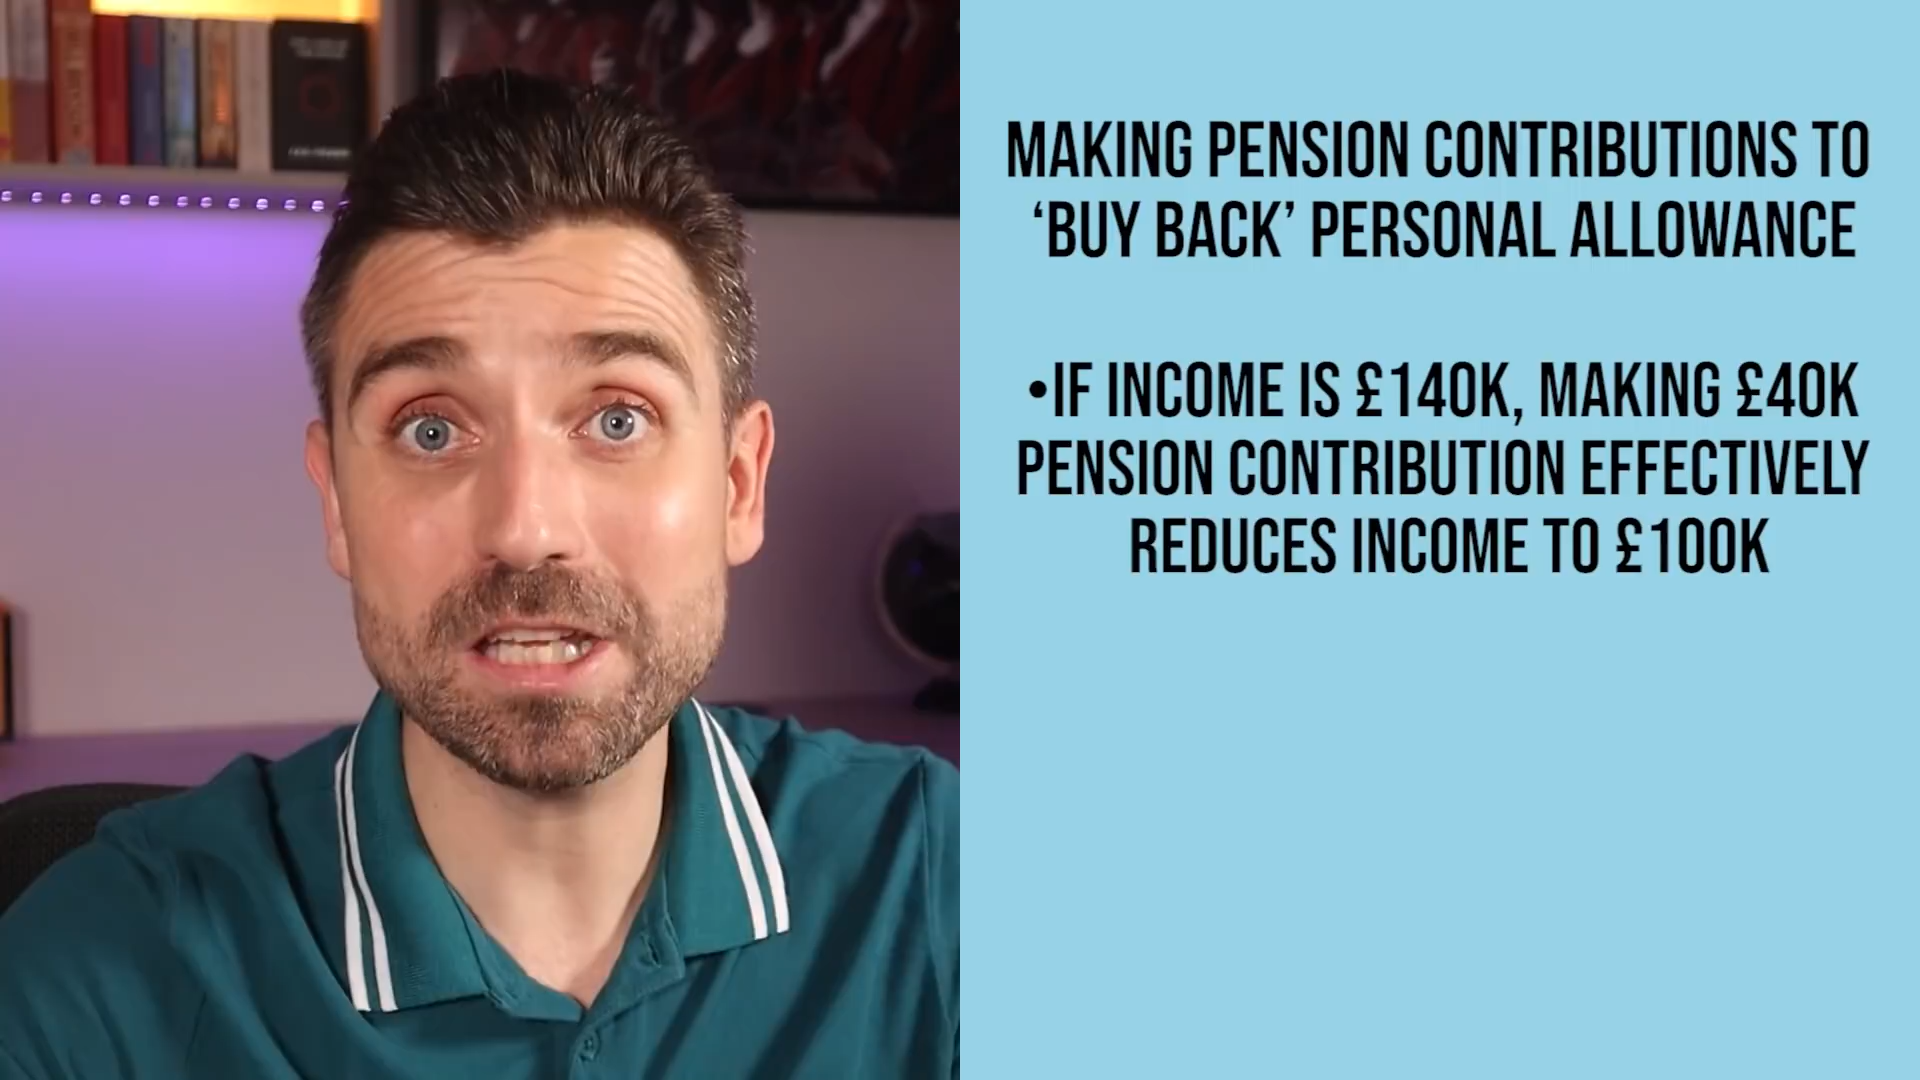 MAKING PENSION CONTRIBUTIONS TO
‘BUY BACK’ PERSONAL ALLOWANCE
•IF INCOME IS £140K, MAKING £40K
PENSION CONTRIBUTION EFFECTIVELY
REDUCES INCOME TO £100K